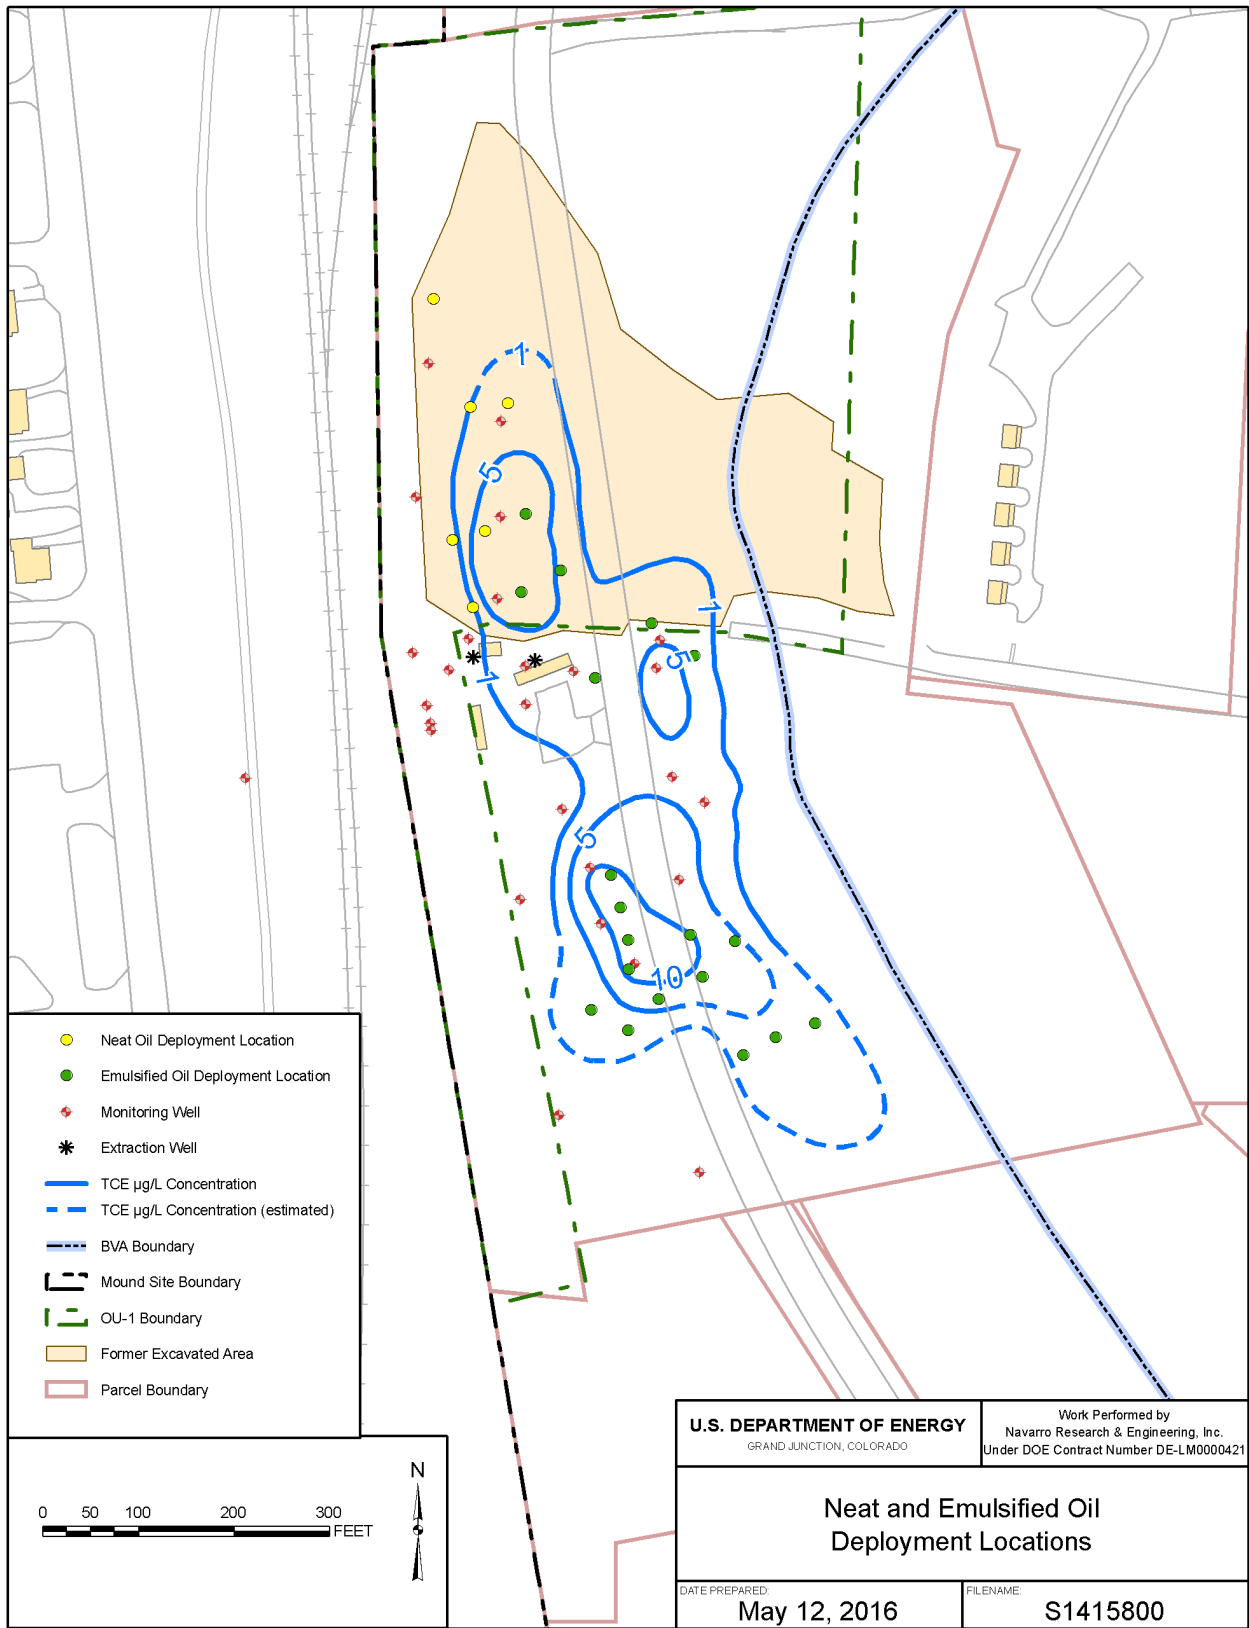 1
5
1
5
1
5
10
Neat Oil Deployment Location
Emulsified Oil Deployment Location
Monitoring Well
Extraction Well
TCE µg/L Concentration
TCE µg/L Concentration (estimated)
BVA Boundary
Mound Site Boundary
OU-1 Boundary
Former Excavated Area
Parcel Boundary
N
0 50 100 200 300
FEET
U.S. DEPARTMENT OF ENERGY
GRAND JUNCTION, COLORADO
Work Performed by
Navarro Research & Engineering, Inc.
Under DOE Contract Number DE-LM0000421
Neat and Emulsified Oil
Deployment Locations
DATE PREPARED:
May 12, 2016
FILENAME:
S1415800